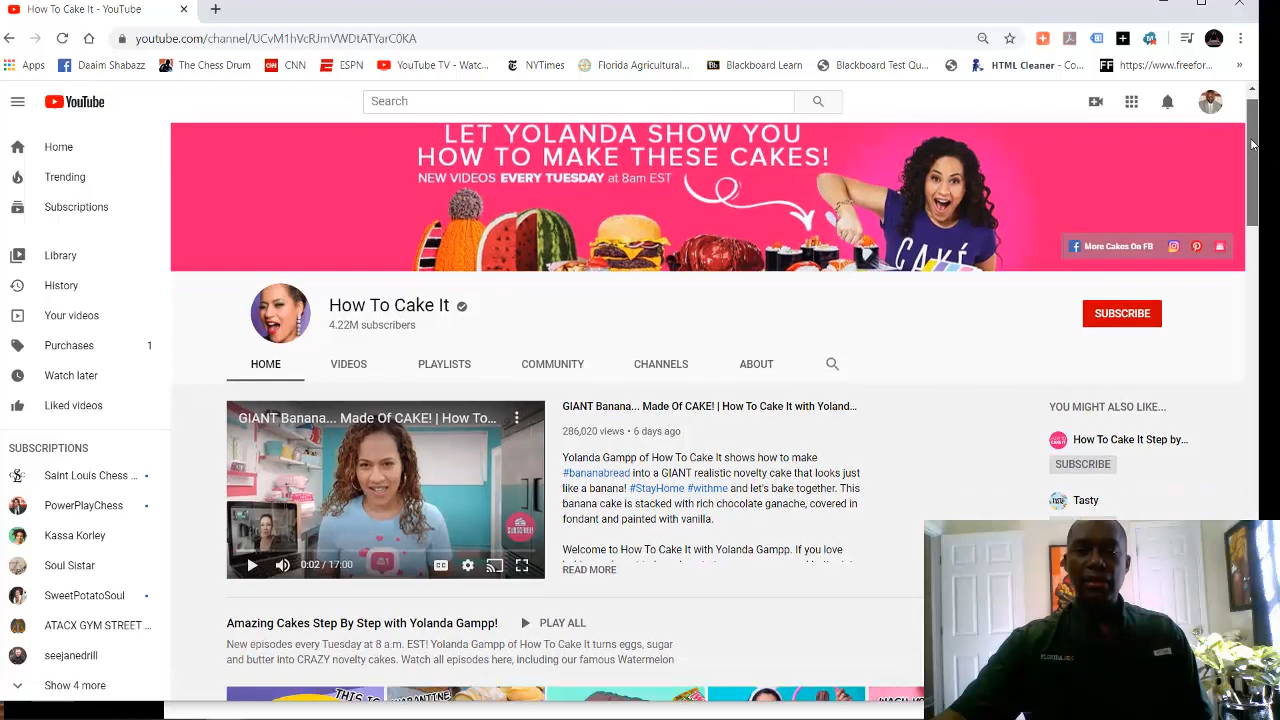 How To Cake It - YouTube
youtube.com/channel/UCvM1hVcRJmVWDtATYarC0KA
Apps Daaim Shabazz The Chess Drum CNN ESPN YouTube TV - Watc... NYTimes Florida Agricultural... Blackboard Learn Blackboard Test Qu... HTML Cleaner - Co... https://www.freefor... »
YouTube
Search
LET YOLANDA SHOW YOU
HOW TO MAKE THESE CAKES!
NEW VIDEOS EVERY TUESDAY at 8am EST
CAKE
More Cakes On FB
Home
Trending
Subscriptions
Library
History
Your videos
Purchases 1
Watch later
Liked videos
SUBSCRIPTIONS
Saint Louis Chess ...
PowerPlayChess
Kassa Korley
Soul Sistar
SweetPotatoSoul
ATACX GYM STREET ...
seejanedrill
Show 4 more
How To Cake It
4.22M subscribers
SUBSCRIBE
HOME VIDEOS PLAYLISTS COMMUNITY CHANNELS ABOUT
GIANT Banana... Made Of CAKE! | How To...
SUBSCRIBE!
0:02 / 17:00
CC
GIANT Banana... Made Of CAKE! | How To Cake It with Yoland...
286,020 views • 6 days ago
Yolanda Gampp of How To Cake It shows how to make
#bananabread into a GIANT realistic novelty cake that looks just
like a banana! #StayHome #withme and let's bake together. This
banana cake is stacked with rich chocolate ganache, covered in
fondant and painted with vanilla.
Welcome to How To Cake It with Yolanda Gampp. If you love
READ MORE
YOU MIGHT ALSO LIKE...
How To Cake It Step by...
SUBSCRIBE
Tasty
Amazing Cakes Step By Step with Yolanda Gampp! PLAY ALL
New episodes every Tuesday at 8 a.m. EST! Yolanda Gampp of How To Cake It turns eggs, sugar
and butter into CRAZY novelty cakes. Watch all episodes here, including our famous Watermelon
THIS IS